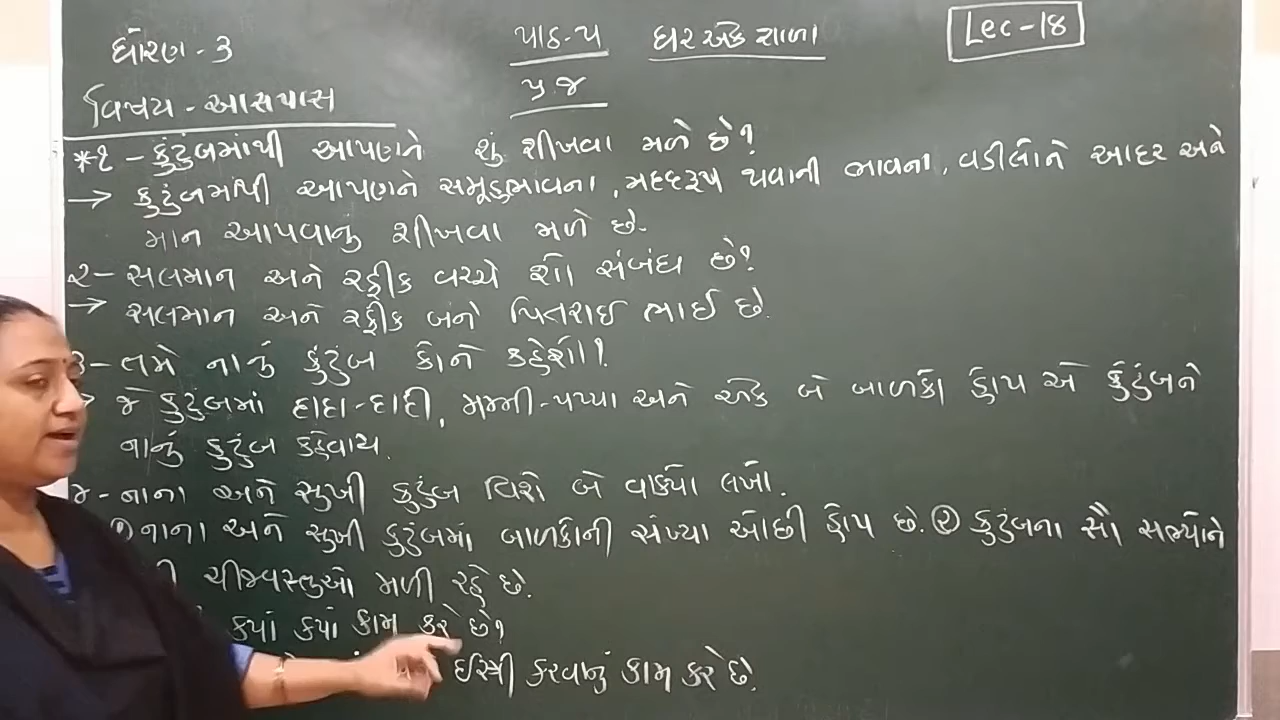 ધોરણ - ૩
પાઠ-૫ ઘર એક શાળા
Lec-18
પ્ર.જ
વિષય - આસપાસ
*૧ - કુટુંબમાંથી આપણને શું શીખવા મળે છે?
→ કુટુંબમાંથી આપણને સમૂહભાવના, મદદરૂપ થવાની ભાવના, વડીલોને આદર અને
માન આપવાનુ શીખવા મળે છે.
૨- સલમાન અને રફીક વચ્ચે શો સંબંધ છે?
→ સલમાન અને રફીક બંને પિતરાઈ ભાઈ છે.
૩- તમે નાનું કુટુંબ કોને કહેશો?
જે કુટુંબમાં દાદા-દાદી, મમ્મી-પપ્પા અને એક બે બાળકો હોય એ કુટુંબને
નાનું કુટુંબ કહેવાય.
૪- નાના અને સુખી કુટુંબ વિશે બે વાક્યો લખો.
① નાના અને સુખી કુટુંબમાં બાળકોની સંખ્યા ઓછી હોય છે. ② કુટુંબના સૌ સભ્યોને
ચીજવસ્તુઓ મળી રહે છે.
કયાં કયાં કામ કરે છે?
ઈસ્ત્રી કરવાનું કામ કરે છે.